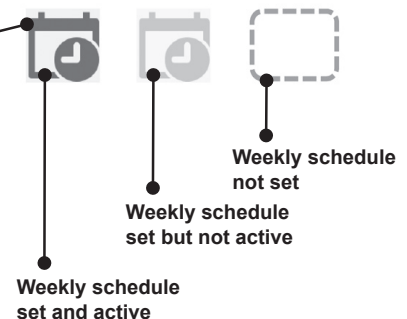 Weekly schedule
not set
Weekly schedule
set but not active
Weekly schedule
set and active